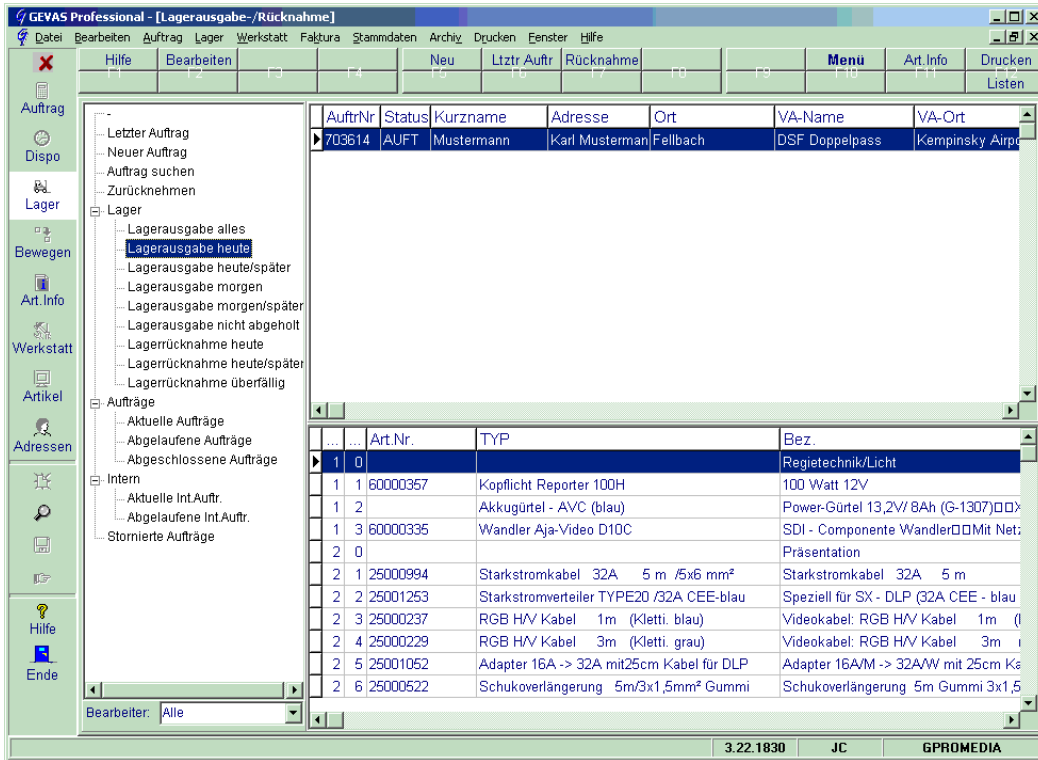 GEVAS Professional - [Lagerausgabe-/Rücknahme]
Datei Bearbeiten Auftrag Lager Werkstatt Faktura Stammdaten Archiv Drucken Fenster Hilfe
Hilfe Bearbeiten Neu Ltztr Auftr Rücknahme Menü Art.Info Drucken
F1 F2 F3 F4 F5 F6 F7 F8 F9 F10 F11 F12
Listen
Auftrag
Dispo
Lager
Bewegen
Art.Info
Werkstatt
Artikel
Adressen
Hilfe
Ende
-
Letzter Auftrag
Neuer Auftrag
Auftrag suchen
Zurücknehmen
Lager
Lagerausgabe alles
Lagerausgabe heute
Lagerausgabe heute/später
Lagerausgabe morgen
Lagerausgabe morgen/später
Lagerausgabe nicht abgeholt
Lagerrücknahme heute
Lagerrücknahme heute/später
Lagerrücknahme überfällig
Aufträge
Aktuelle Aufträge
Abgelaufene Aufträge
Abgeschlossene Aufträge
Intern
Aktuelle Int.Auftr.
Abgelaufene Int.Auftr.
Stornierte Aufträge
Bearbeiter: Alle
AuftrNr Status Kurzname Adresse Ort VA-Name VA-Ort
703614 AUFT Mustermann Karl Musterman Fellbach DSF Doppelpass Kempinsky Airpo
... ... Art.Nr. TYP Bez.
1 0 Regietechnik/Licht
1 1 60000357 Kopflicht Reporter 100H 100 Watt 12V
1 2 Akkugürtel - AVC (blau) Power-Gürtel 13,2V/ 8Ah (G-1307)□□X
1 3 60000335 Wandler Aja-Video D10C SDI - Componente Wandler□□Mit Netz
2 0 Präsentation
2 1 25000994 Starkstromkabel 32A 5 m /5x6 mm² Starkstromkabel 32A 5 m
2 2 25001253 Starkstromverteiler TYPE20 /32A CEE-blau Speziell für SX - DLP (32A CEE - blau
2 3 25000237 RGB H/V Kabel 1m (Kletti. blau) Videokabel: RGB H/V Kabel 1m (
2 4 25000229 RGB H/V Kabel 3m (Kletti. grau) Videokabel: RGB H/V Kabel 3m
2 5 25001052 Adapter 16A -> 32A mit25cm Kabel für DLP Adapter 16A/M -> 32A/W mit 25cm Ka
2 6 25000522 Schukoverlängerung 5m/3x1,5mm² Gummi Schukoverlängerung 5m Gummi 3x1,5
3.22.1830 JC GPROMEDIA